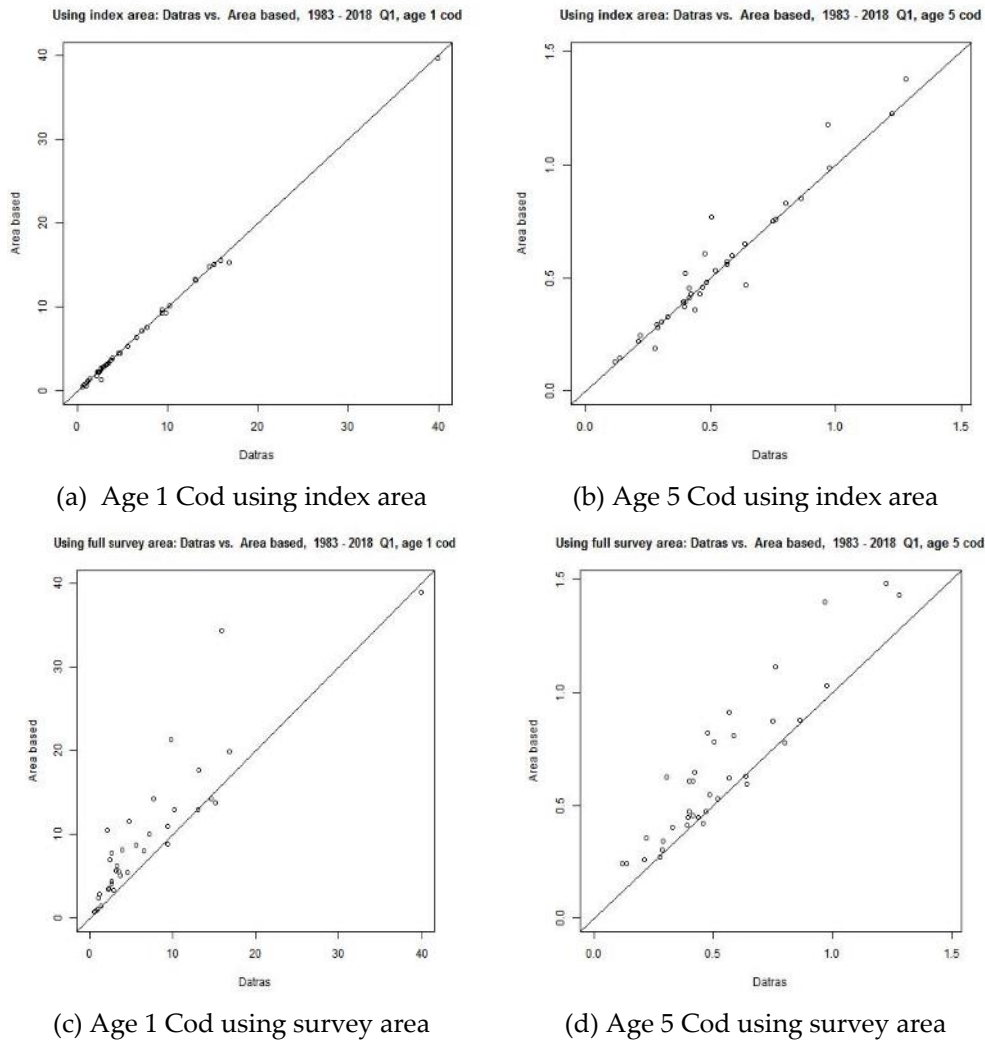 Using index area: Datras vs. Area based, 1983 - 2018 Q1, age 1 cod
40
30
20
10
0
Area based
0 10 20 30 40
Datras
(a) Age 1 Cod using index area
Using index area: Datras vs. Area based, 1983 - 2018 Q1, age 5 cod
1.5
1.0
0.5
0.0
Area based
0.0 0.5 1.0 1.5
Datras
(b) Age 5 Cod using index area
Using full survey area: Datras vs. Area based, 1983 - 2018 Q1, age 1 cod
40
30
20
10
0
Area based
0 10 20 30 40
Datras
(c) Age 1 Cod using survey area
Using full survey area: Datras vs. Area based, 1983 - 2018 Q1, age 5 cod
1.5
1.0
0.5
0.0
Area based
0.0 0.5 1.0 1.5
Datras
(d) Age 5 Cod using survey area